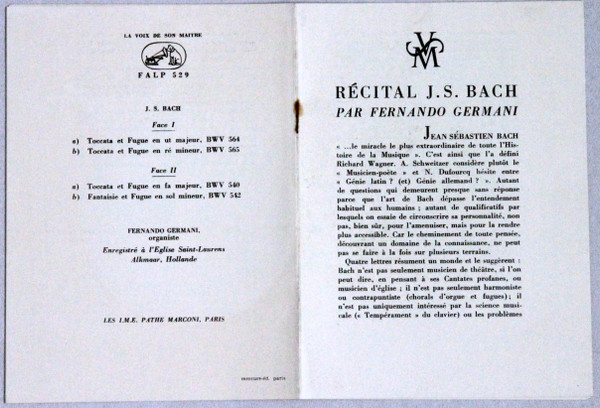 LA VOIX DE SON MAITRE
FALP 529
J. S. BACH
Face I
a) Toccata et Fugue en ut majeur, BWV 564
b) Toccata et Fugue en ré mineur, BWV 565
Face II
a) Toccata et Fugue en fa majeur, BWV 540
b) Fantaisie et Fugue en sol mineur, BWV 542
FERNANDO GERMANI,
organiste
Enregistré à l'Eglise Saint-Laurens
Alkmaar, Hollande
LES I.M.E. PATHE MARCONI, PARIS
paris
VSM
RÉCITAL J. S. BACH
PAR FERNANDO GERMANI
JEAN SÉBASTIEN BACH
« ...le miracle le plus extraordinaire de toute l'His-
toire de la Musique ». C'est ainsi que l'a défini
Richard Wagner. A. Schweitzer considère plutôt le
« Musicien-poète » et N. Dufourcq hésite entre
« Génie latin ? (et) Génie allemand ? ». Autant
de questions qui demeurent presque sans réponse
parce que l'art de Bach dépasse l'entendement
habituel aux humains ; autant de qualificatifs par
lesquels on essaie de circonscrire sa personnalité, non
pas, bien sûr, pour l'amenuiser, mais pour la rendre
plus accessible. Car le cheminement de toute pensée,
découvrant un domaine de la connaissance, ne peut
pas se faire à la fois sur plusieurs terrains.
Quatre lettres résument un monde et le suggèrent :
Bach n'est pas seulement musicien de théâtre, si l'on
peut dire, en pensant à ses Cantates profanes, ou
musicien d'église ; il n'est pas seulement harmoniste
ou contrapuntiste (chorals d'orgue et fugues) ; il
n'est pas uniquement intéressé par la science musi-
cale (« Tempérament » du clavier) ou les problèmes